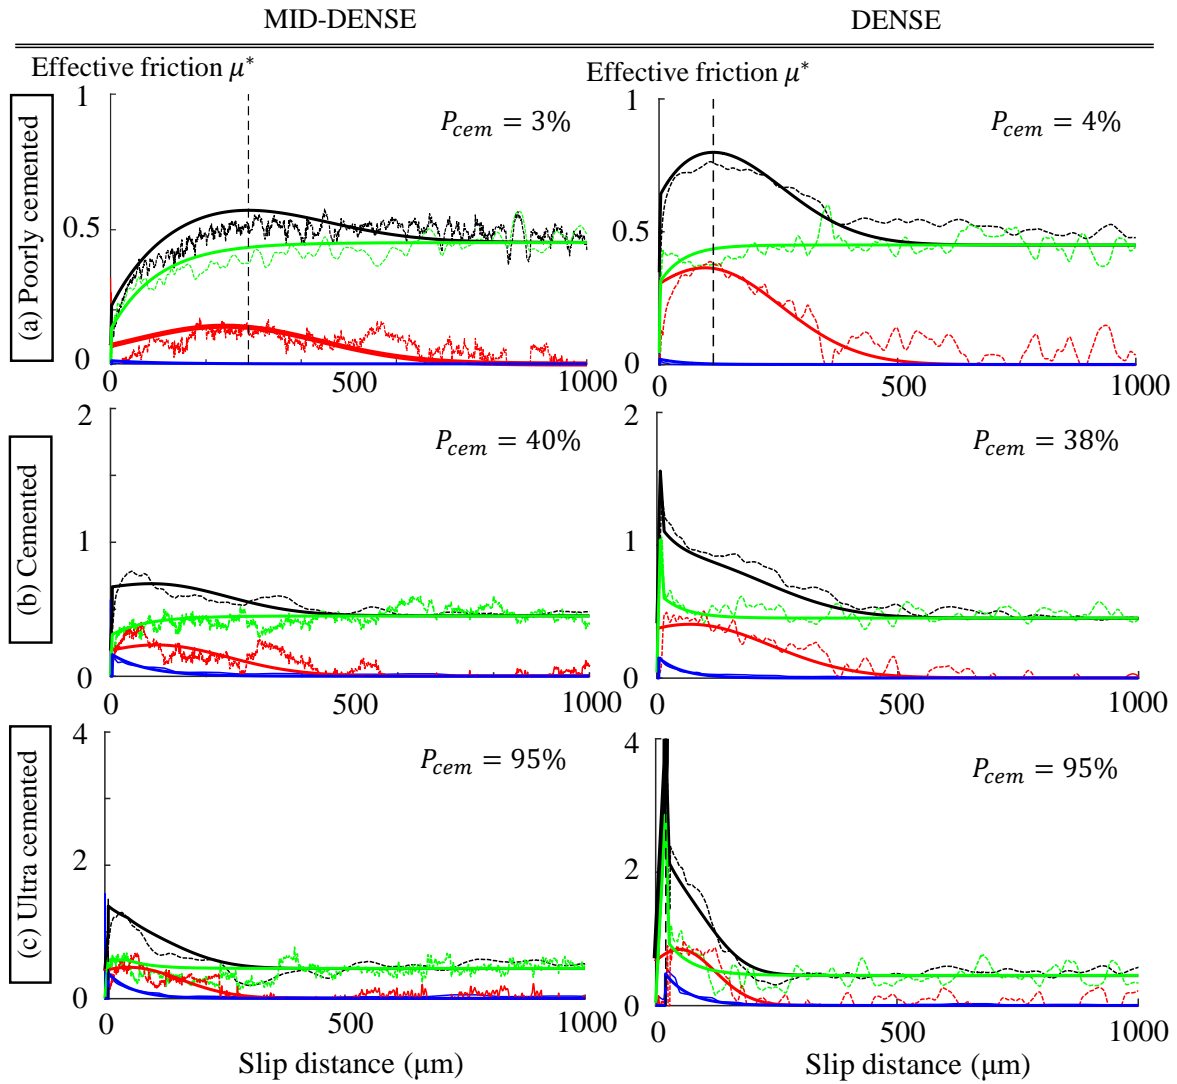 MID-DENSE DENSE
Effective friction μ* Effective friction μ*
(a) Poorly cemented
1 P_cem = 3% 1 P_cem = 4%
0.5 0.5
0 0
0 500 1000 0 500 1000
(b) Cemented
2 P_cem = 40% 2 P_cem = 38%
1 1
0 0
0 500 1000 0 500 1000
(c) Ultra cemented
4 P_cem = 95% 4 P_cem = 95%
2 2
0 0
0 500 1000 0 500 1000
Slip distance (μm) Slip distance (μm)